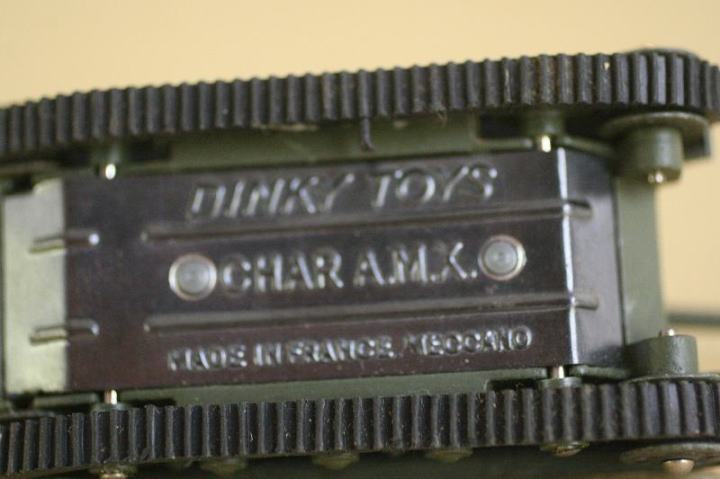 DINKY TOYS
CHAR A.M.X.
MADE IN FRANCE MECCANO